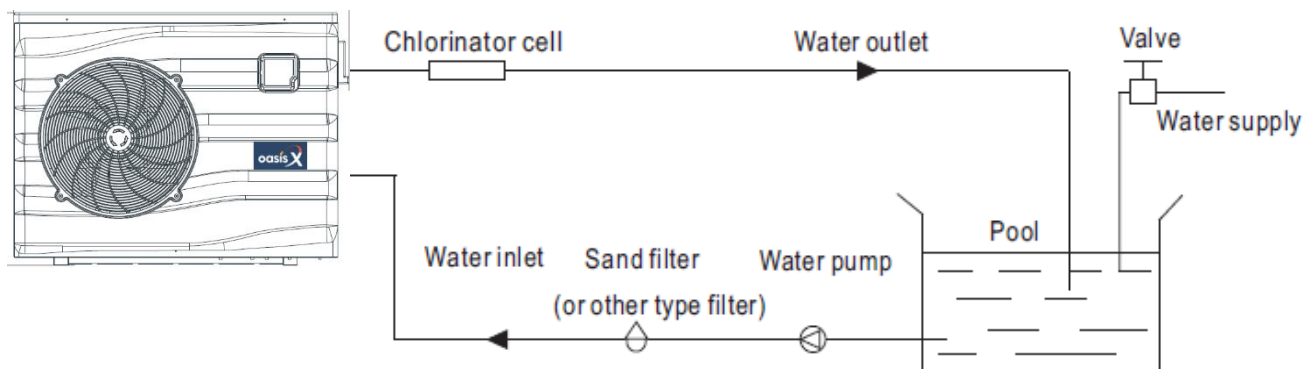 Chlorinator cell
Water outlet
Valve
Water supply
oasis X
Pool
Water inlet
Sand filter
(or other type filter)
Water pump